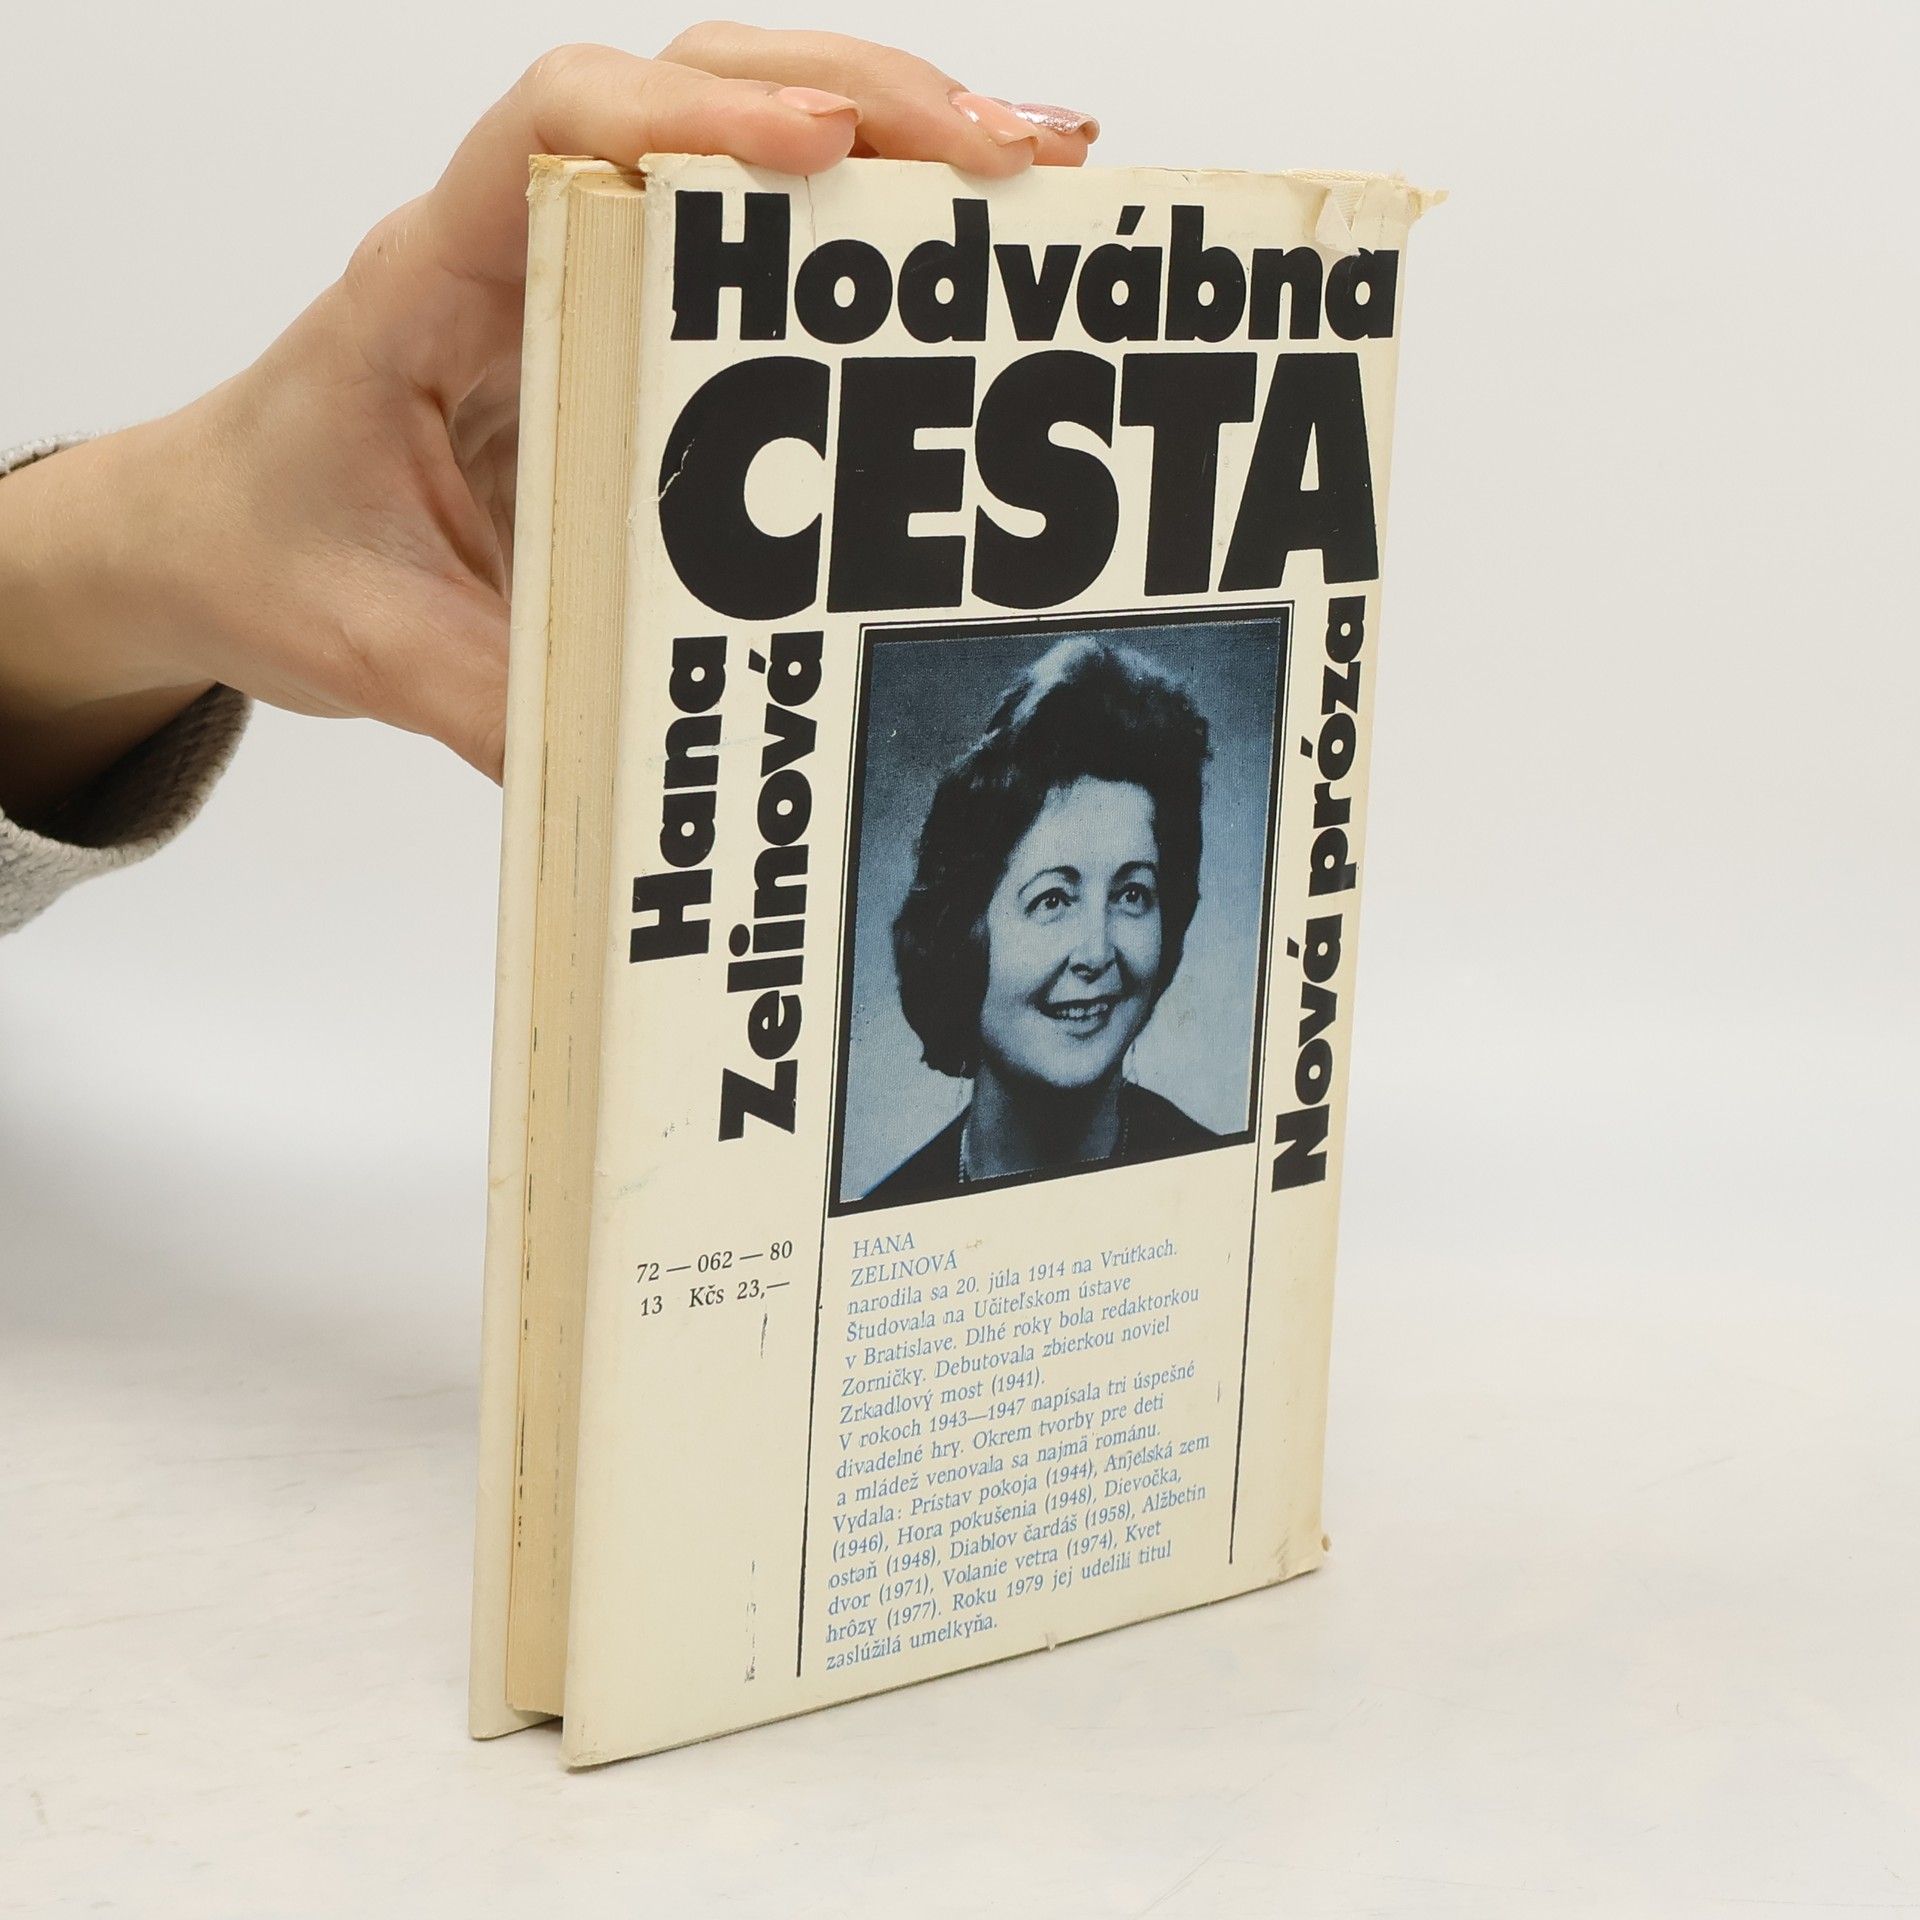 Hodvábna
CESTA
Hana
Zelinová
Nová próza
72 — 062 — 80
13 Kčs 23,—
HANA
ZELINOVÁ
narodila sa 20. júla 1914 na Vrútkach.
Študovala na Učiteľskom ústave
v Bratislave. Dlhé roky bola redaktorkou
Zorničky. Debutovala zbierkou noviel
Zrkadlový most (1941).
V rokoch 1943—1947 napísala tri úspešné
divadelné hry. Okrem tvorby pre deti
a mládež venovala sa najmä románu.
Vydala: Prístav pokoja (1944), Anjelská zem
(1946), Hora pokušenia (1948), Dievočka,
ostaň (1948), Diablov čardáš (1958), Alžbetin
dvor (1971), Volanie vetra (1974), Kvet
hrôzy (1977). Roku 1979 jej udelili titul
zaslúžilá umelkyňa.